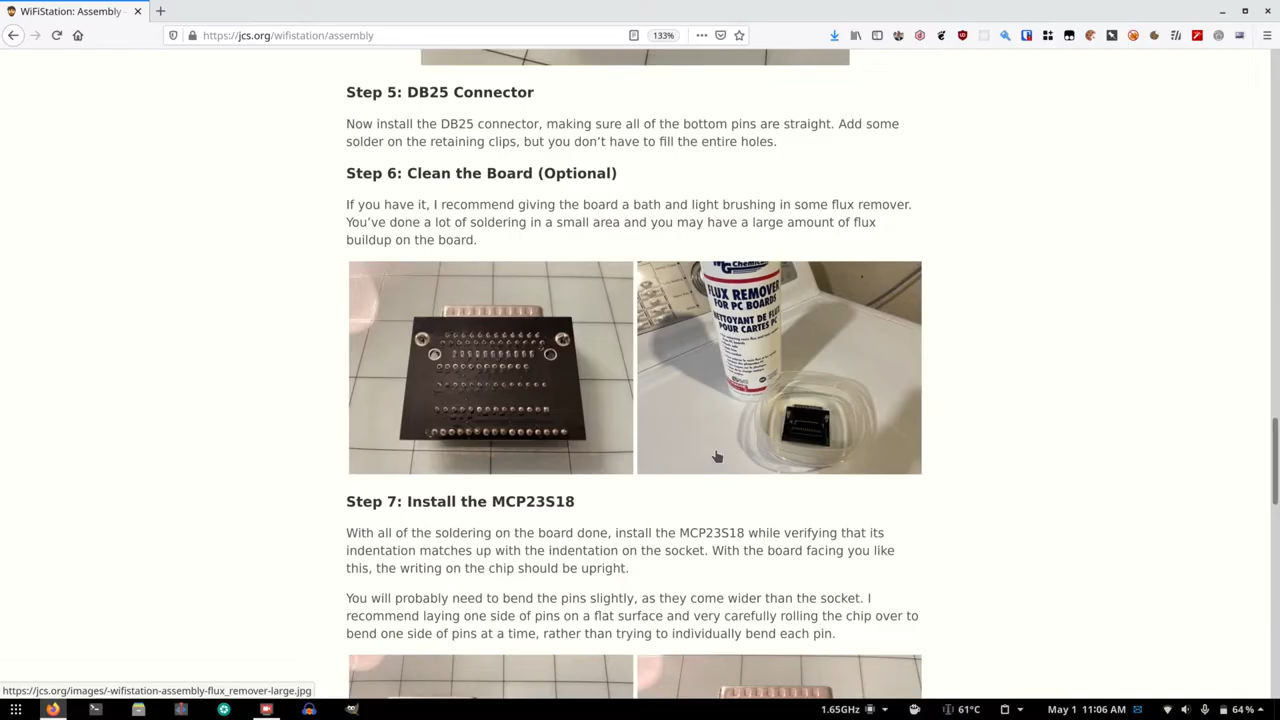 WiFiStation: Assembly
https://jcs.org/wifistation/assembly
133%
Step 5: DB25 Connector
Now install the DB25 connector, making sure all of the bottom pins are straight. Add some
solder on the retaining clips, but you don’t have to fill the entire holes.
Step 6: Clean the Board (Optional)
If you have it, I recommend giving the board a bath and light brushing in some flux remover.
You’ve done a lot of soldering in a small area and you may have a large amount of flux
buildup on the board.
Chemicals
FLUX REMOVER
FOR PC BOARDS
NETTOYANT DE FLUX
POUR CARTES PC
Step 7: Install the MCP23S18
With all of the soldering on the board done, install the MCP23S18 while verifying that its
indentation matches up with the indentation on the socket. With the board facing you like
this, the writing on the chip should be upright.
You will probably need to bend the pins slightly, as they come wider than the socket. I
recommend laying one side of pins on a flat surface and very carefully rolling the chip over to
bend one side of pins at a time, rather than trying to individually bend each pin.
https://jcs.org/images/-wifistation-assembly-flux_remover-large.jpg
1.65GHz
61°C
May 1 11:06 AM
64 %